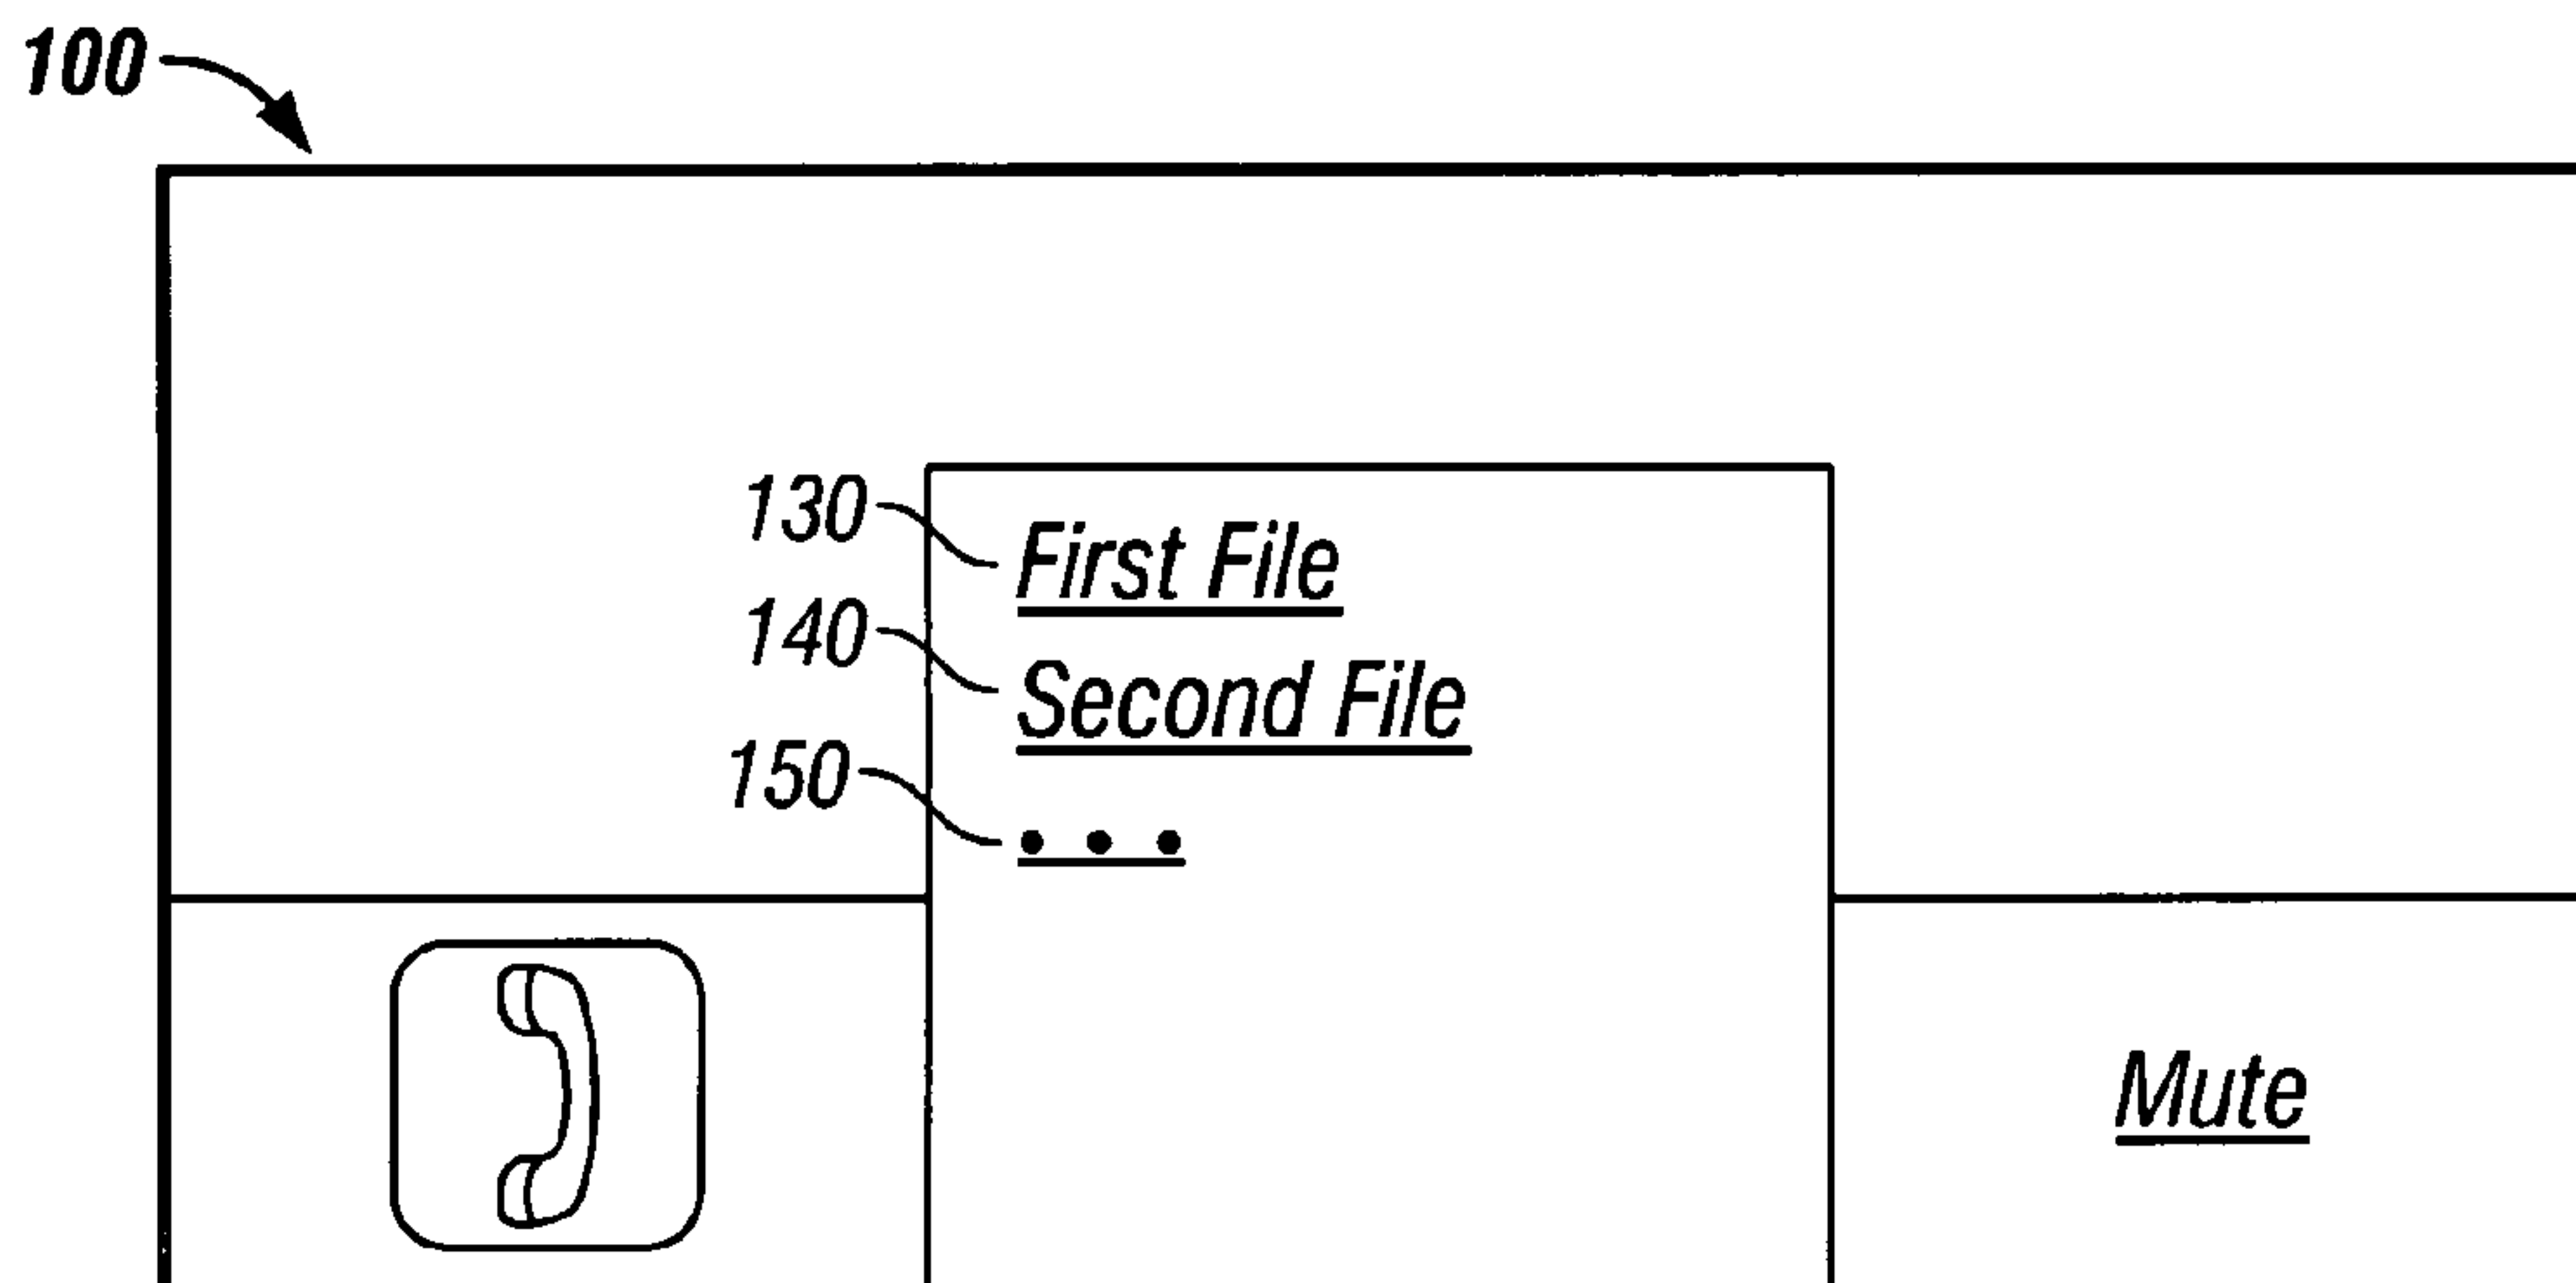 100
130 First File
140 Second File
150 • • •
Mute